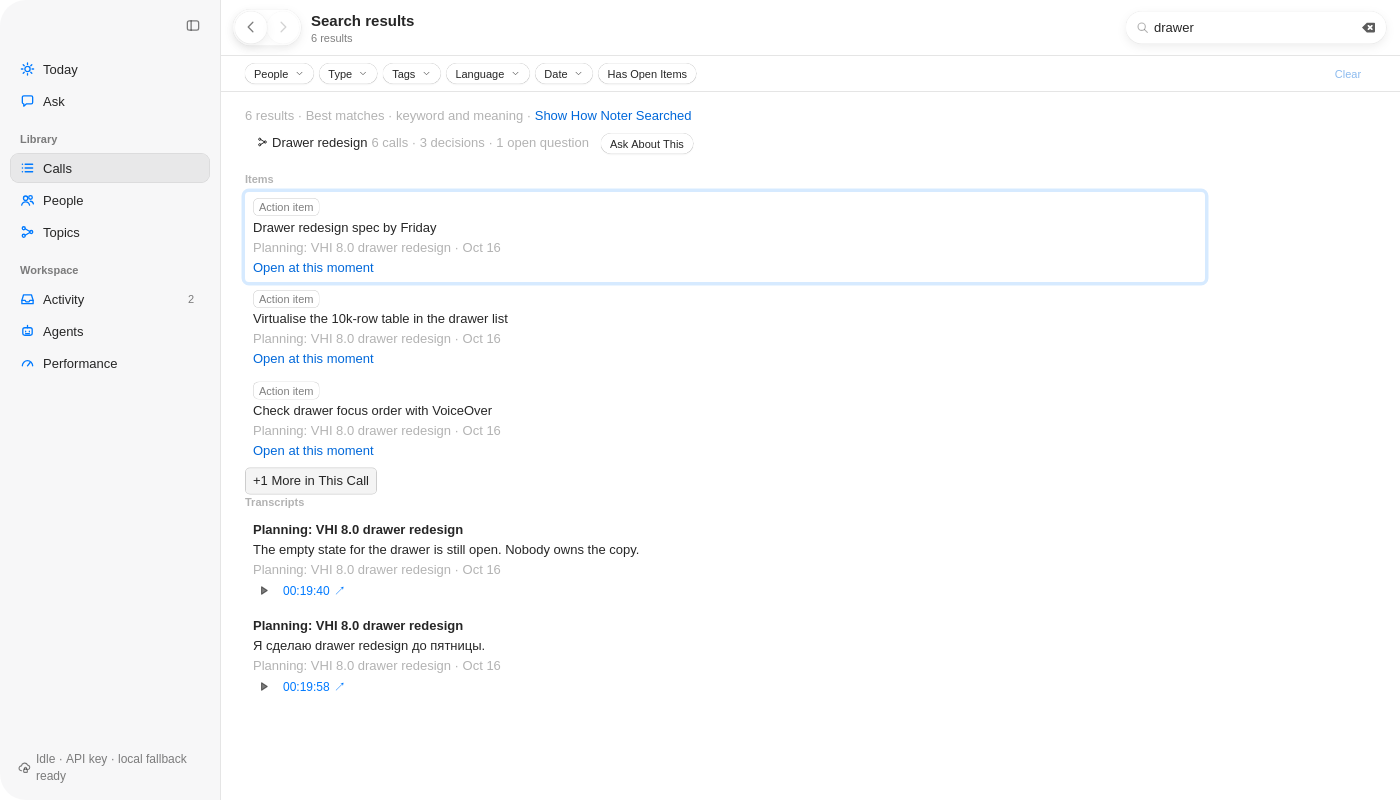 Search results
6 results
drawer
Today
Ask
Library
Calls
People
Topics
Workspace
Activity 2
Agents
Performance
Idle · API key · local fallback
ready
People Type Tags Language Date Has Open Items Clear
6 results · Best matches · keyword and meaning · Show How Noter Searched
Drawer redesign 6 calls · 3 decisions · 1 open question Ask About This
Items
Action item
Drawer redesign spec by Friday
Planning: VHI 8.0 drawer redesign · Oct 16
Open at this moment
Action item
Virtualise the 10k-row table in the drawer list
Planning: VHI 8.0 drawer redesign · Oct 16
Open at this moment
Action item
Check drawer focus order with VoiceOver
Planning: VHI 8.0 drawer redesign · Oct 16
Open at this moment
+1 More in This Call
Transcripts
Planning: VHI 8.0 drawer redesign
The empty state for the drawer is still open. Nobody owns the copy.
Planning: VHI 8.0 drawer redesign · Oct 16
00:19:40
Planning: VHI 8.0 drawer redesign
Я сделаю drawer redesign до пятницы.
Planning: VHI 8.0 drawer redesign · Oct 16
00:19:58